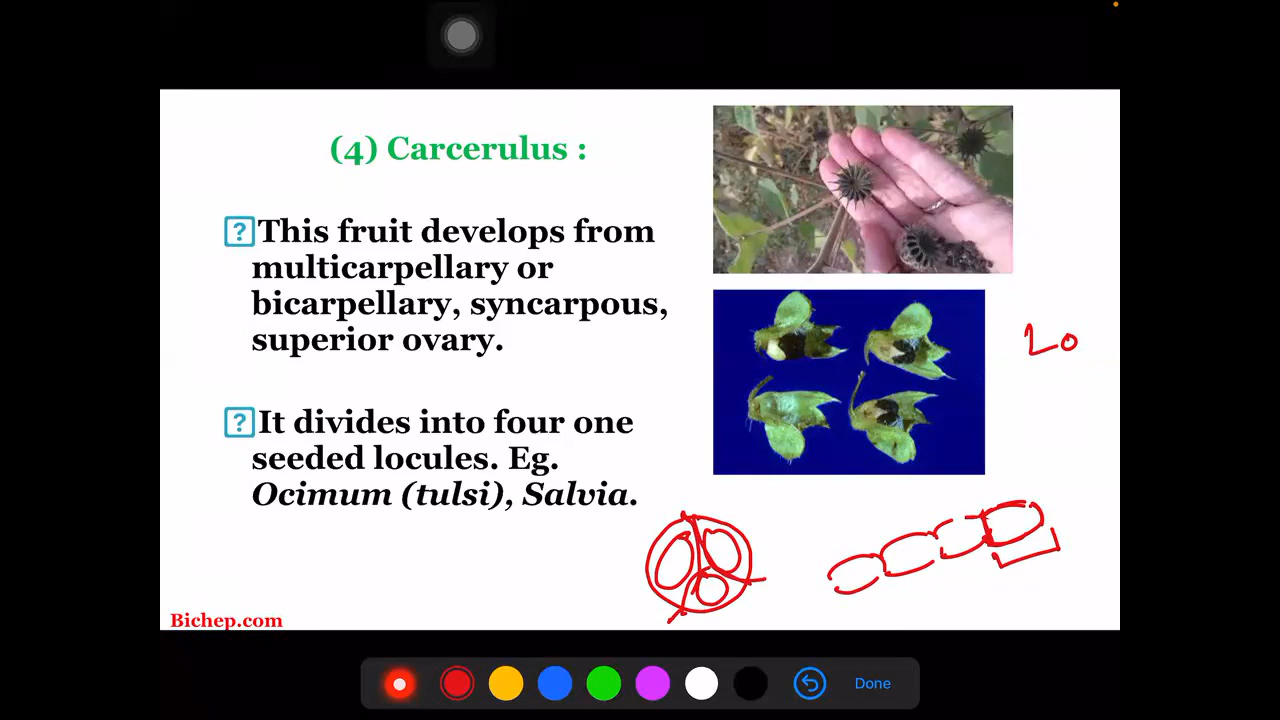 (4) Carcerulus :
? This fruit develops from
multicarpellary or
bicarpellary, syncarpous,
superior ovary.
? It divides into four one
seeded locules. Eg.
Ocimum (tulsi), Salvia.
Lo
Bichep.com
Done